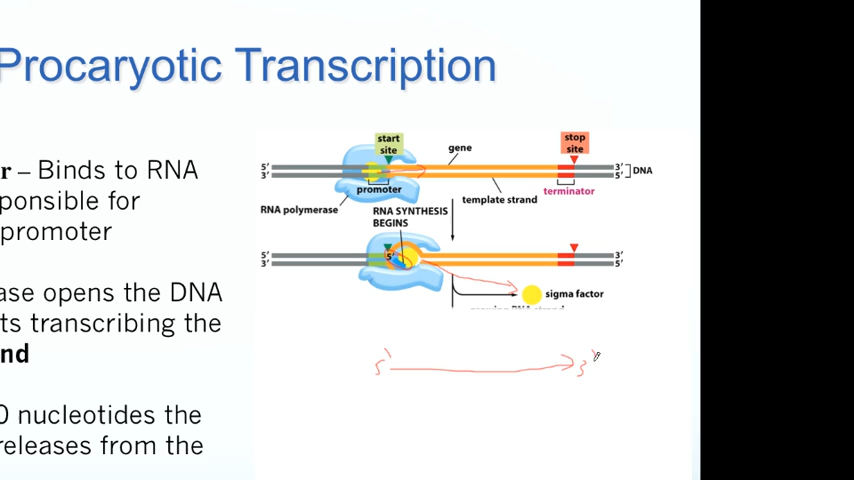 Procaryotic Transcription
r – Binds to RNA
ponsible for
promoter
ase opens the DNA
ts transcribing the
nd
0 nucleotides the
releases from the
start
site
gene
stop
site
5'
3'
3'
5'
DNA
promoter
terminator
template strand
RNA polymerase
RNA SYNTHESIS
BEGINS
5'
3'
5'
3'
5'
sigma factor
5' 3'